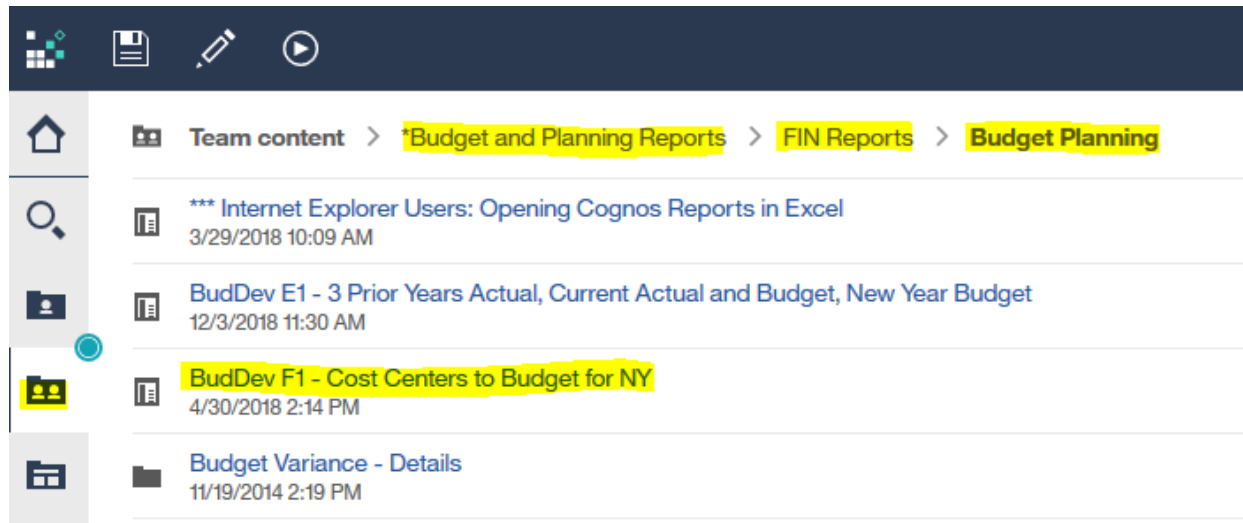 Team content > *Budget and Planning Reports > FIN Reports > Budget Planning
*** Internet Explorer Users: Opening Cognos Reports in Excel
3/29/2018 10:09 AM
BudDev E1 - 3 Prior Years Actual, Current Actual and Budget, New Year Budget
12/3/2018 11:30 AM
BudDev F1 - Cost Centers to Budget for NY
4/30/2018 2:14 PM
Budget Variance - Details
11/19/2014 2:19 PM